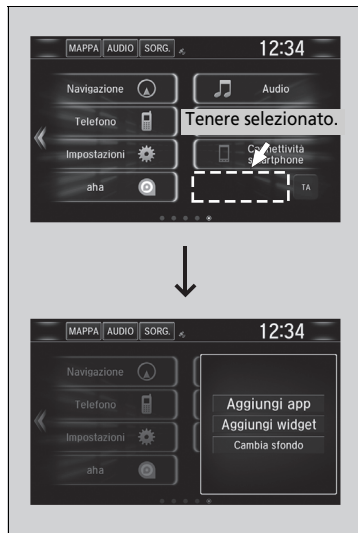 MAPPA AUDIO SORG. 12:34
Navigazione Audio
Telefono
Tenere selezionato.
Impostazioni Connettività smartphone
aha TA
MAPPA AUDIO SORG. 12:34
Navigazione
Telefono
Impostazioni
aha
Aggiungi app
Aggiungi widget
Cambia sfondo